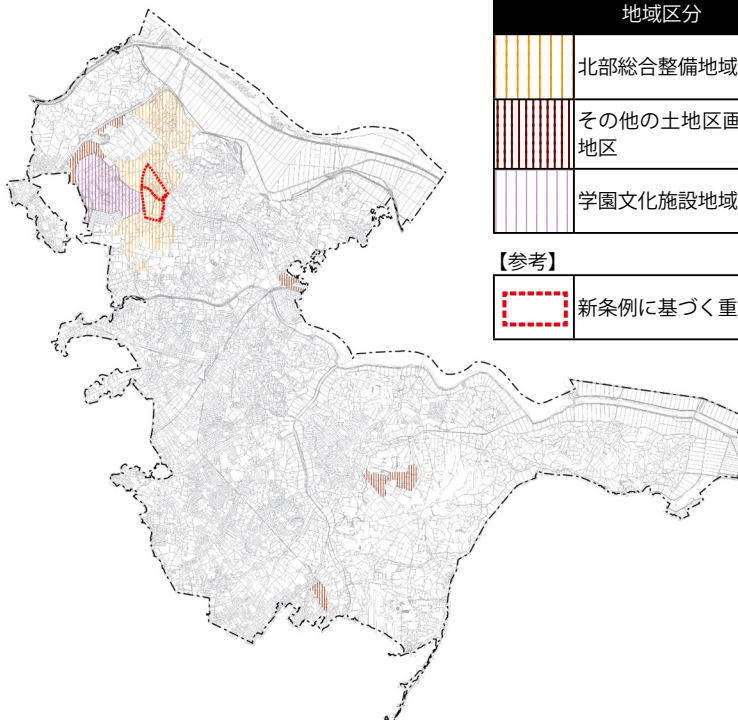 地域区分
北部総合整備地域
その他の土地区画
地区
学園文化施設地域
【参考】
新条例に基づく重